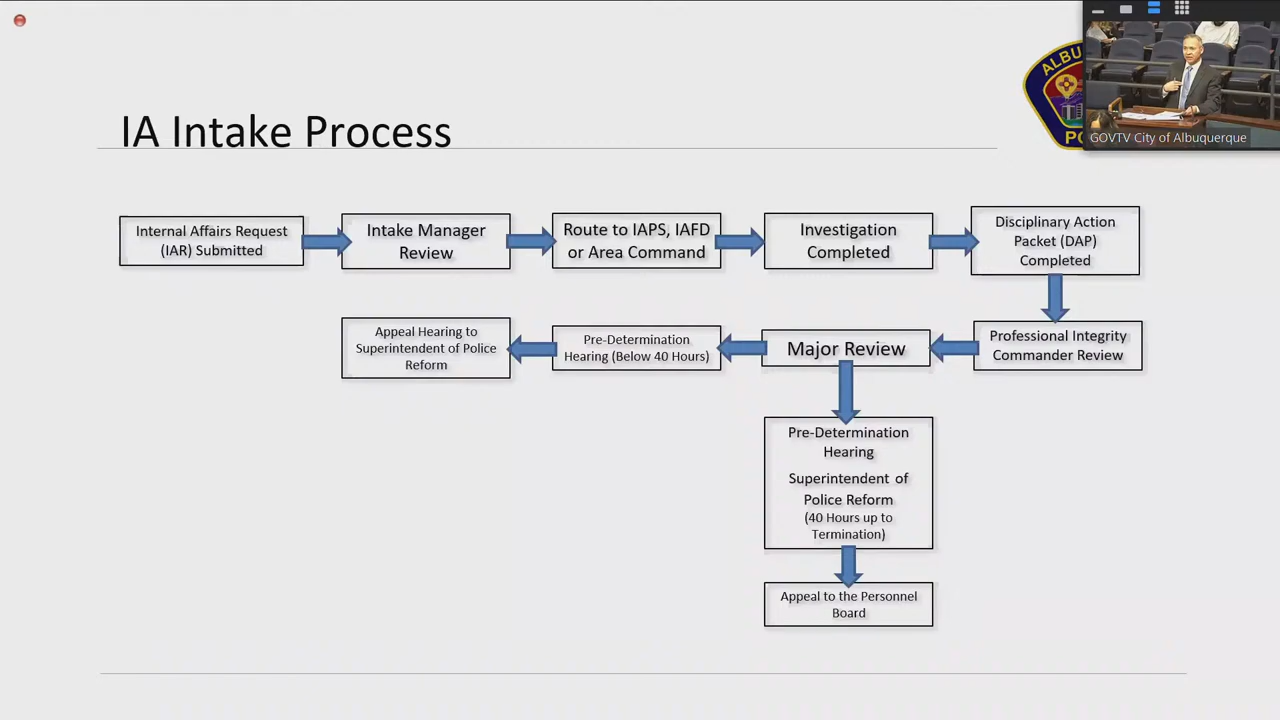 ALBU
PO
GOVTV City of Albuquerque
IA Intake Process
Internal Affairs Request
(IAR) Submitted
Intake Manager
Review
Route to IAPS, IAFD
or Area Command
Investigation
Completed
Disciplinary Action
Packet (DAP)
Completed
Appeal Hearing to
Superintendent of Police
Reform
Pre-Determination
Hearing (Below 40 Hours)
Major Review
Professional Integrity
Commander Review
Pre-Determination
Hearing
Superintendent of
Police Reform
(40 Hours up to
Termination)
Appeal to the Personnel
Board